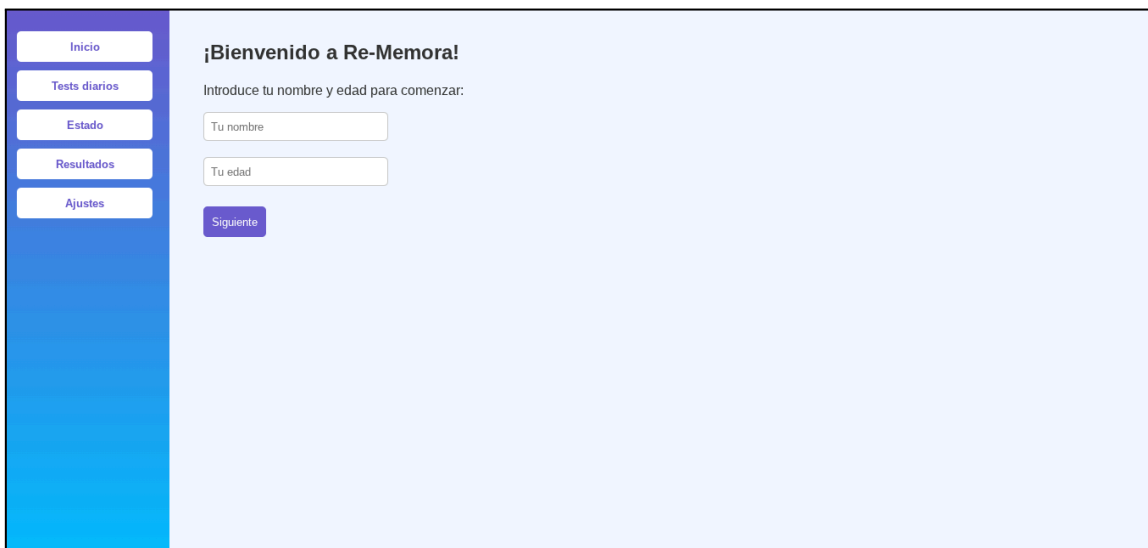 Inicio
Tests diarios
Estado
Resultados
Ajustes
¡Bienvenido a Re-Memora!
Introduce tu nombre y edad para comenzar:
Tu nombre
Tu edad
Siguiente